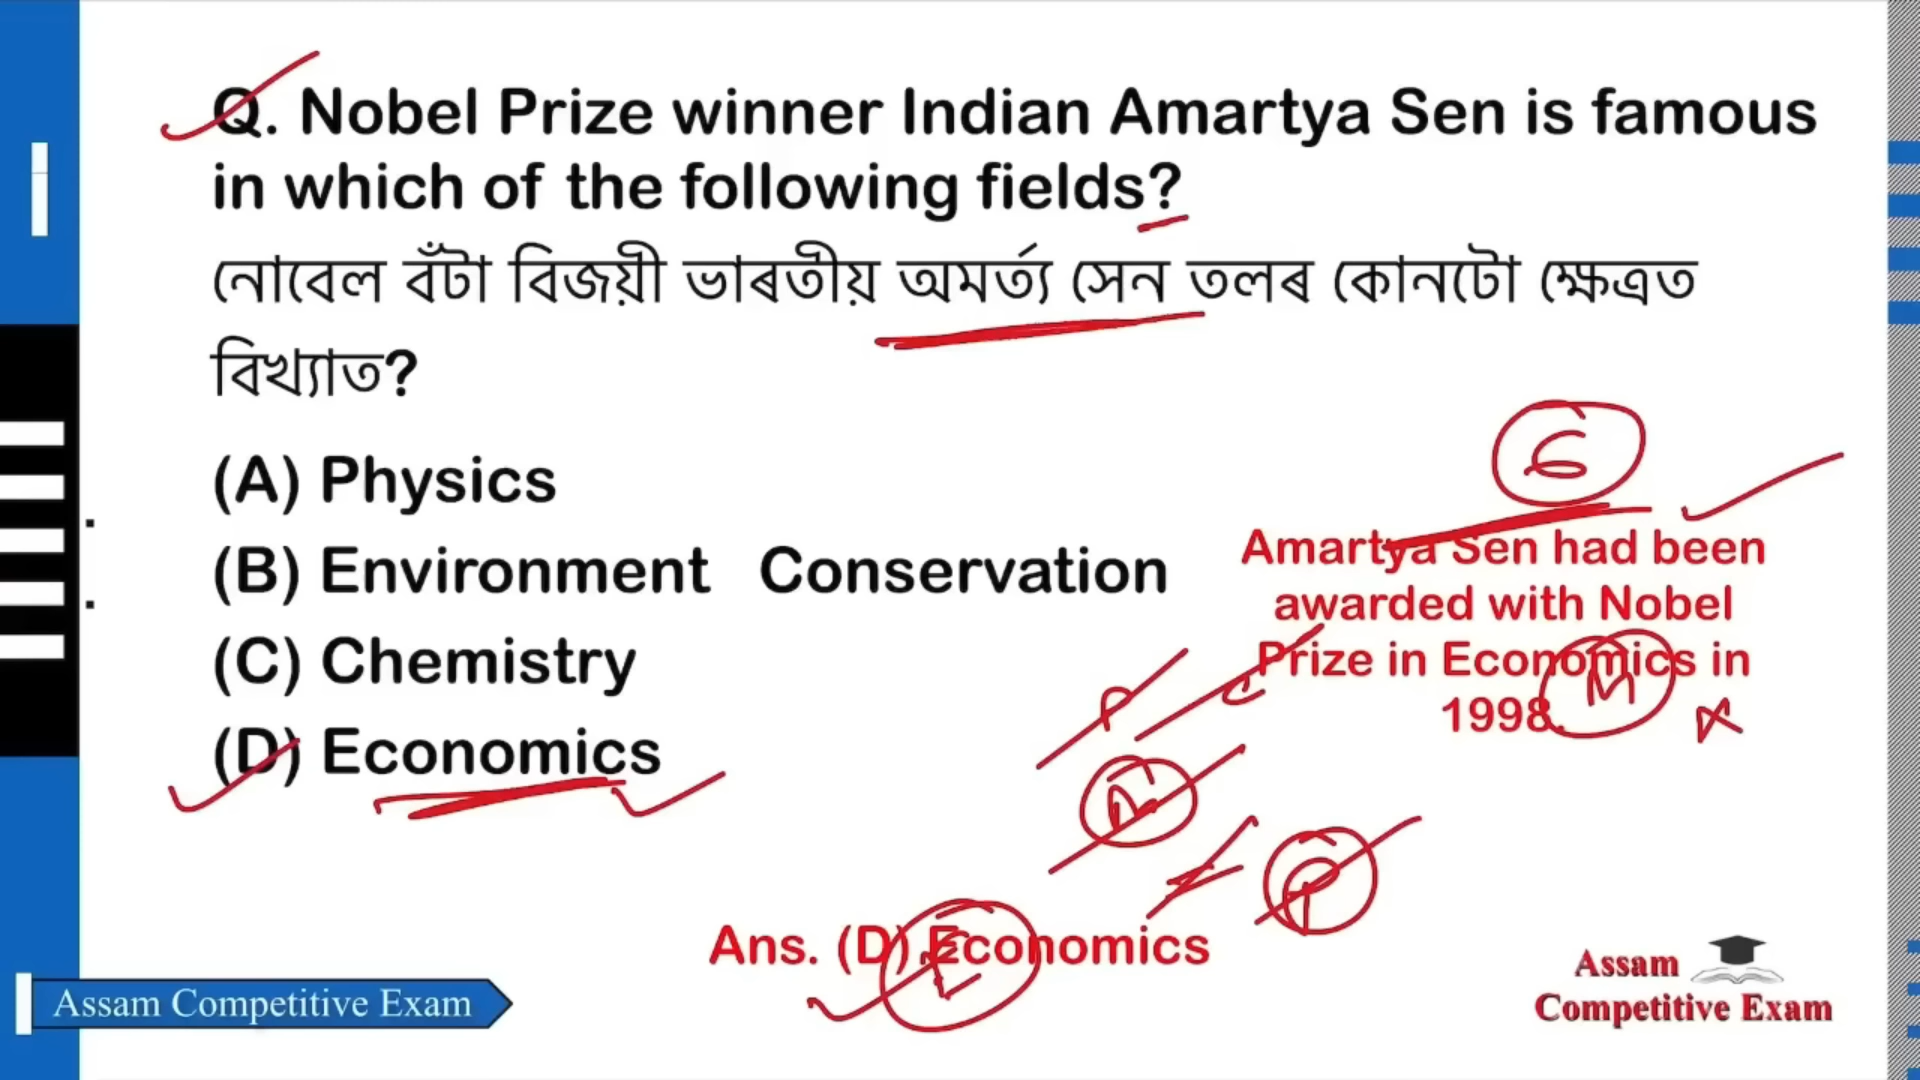 Q. Nobel Prize winner Indian Amartya Sen is famous
in which of the following fields?
নোবেল বঁটা বিজয়ী ভাৰতীয় অমৰ্ত্য সেন তলৰ কোনটো ক্ষেত্ৰত
বিখ্যাত?
(A) Physics
(B) Environment Conservation
(C) Chemistry
(D) Economics
6
Amartya Sen had been
awarded with Nobel
Prize in Economics in
1998.
M
P
C
P
E
Ans. (D) Economics
Assam Competitive Exam
Assam
Competitive Exam